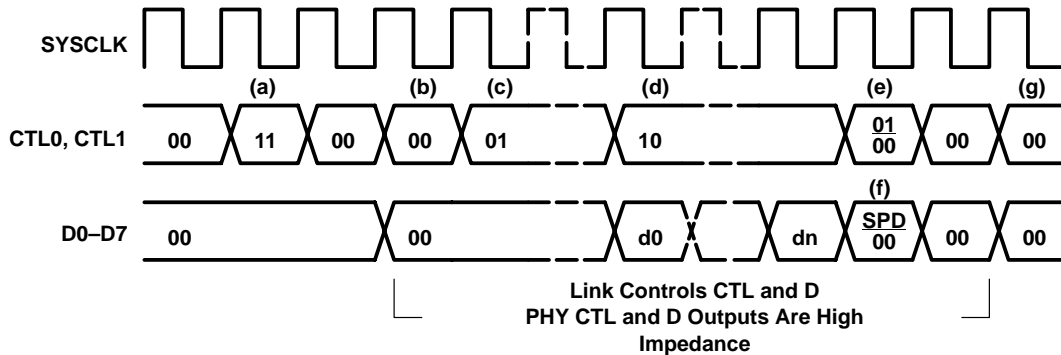 SYSCLK
(a) (b) (c) (d) (e) (g)
CTL0, CTL1 00 11 00 00 01 10 01 00 00
00
(f)
D0–D7 00 00 d0 dn SPD 00 00
00
Link Controls CTL and D
PHY CTL and D Outputs Are High
Impedance